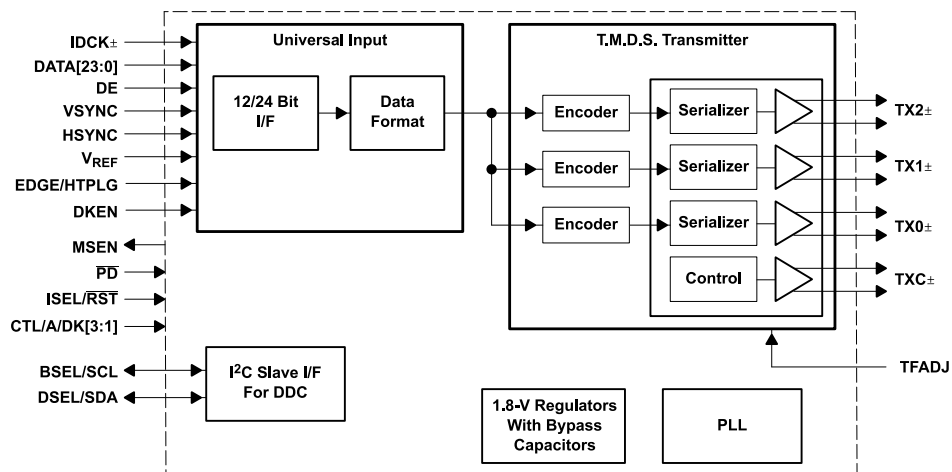 Universal Input
T.M.D.S. Transmitter
IDCK±
DATA[23:0]
DE
VSYNC
HSYNC
VREF
EDGE/HTPLG
DKEN
MSEN
PD
ISEL/RST
CTL/A/DK[3:1]
BSEL/SCL
DSEL/SDA
12/24 Bit
I/F
Data
Format
Encoder
Serializer
TX2±
Encoder
Serializer
TX1±
Encoder
Serializer
TX0±
Control
TXC±
TFADJ
I2C Slave I/F
For DDC
1.8-V Regulators
With Bypass
Capacitors
PLL